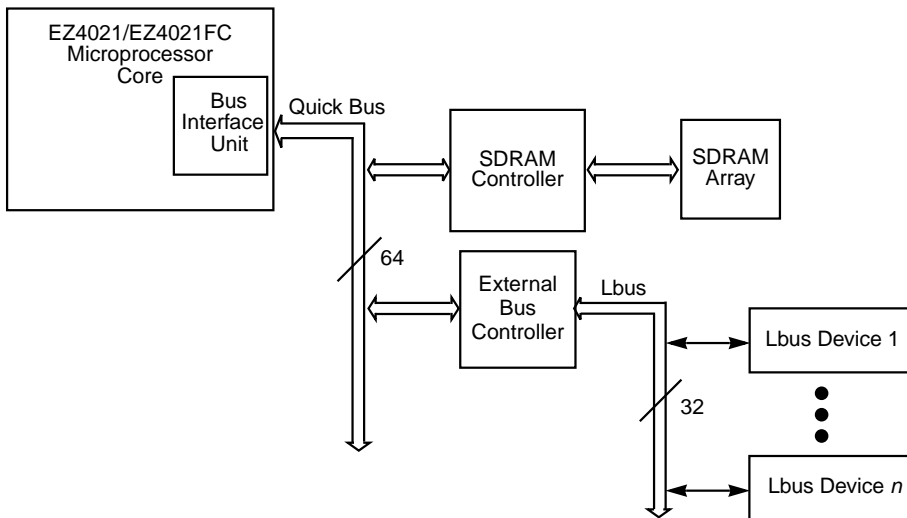 EZ4021/EZ4021FC
Microprocessor
Core
Bus
Interface
Unit
Quick Bus
SDRAM
Controller
SDRAM
Array
64
External
Bus
Controller
Lbus
Lbus Device 1
32
Lbus Device n